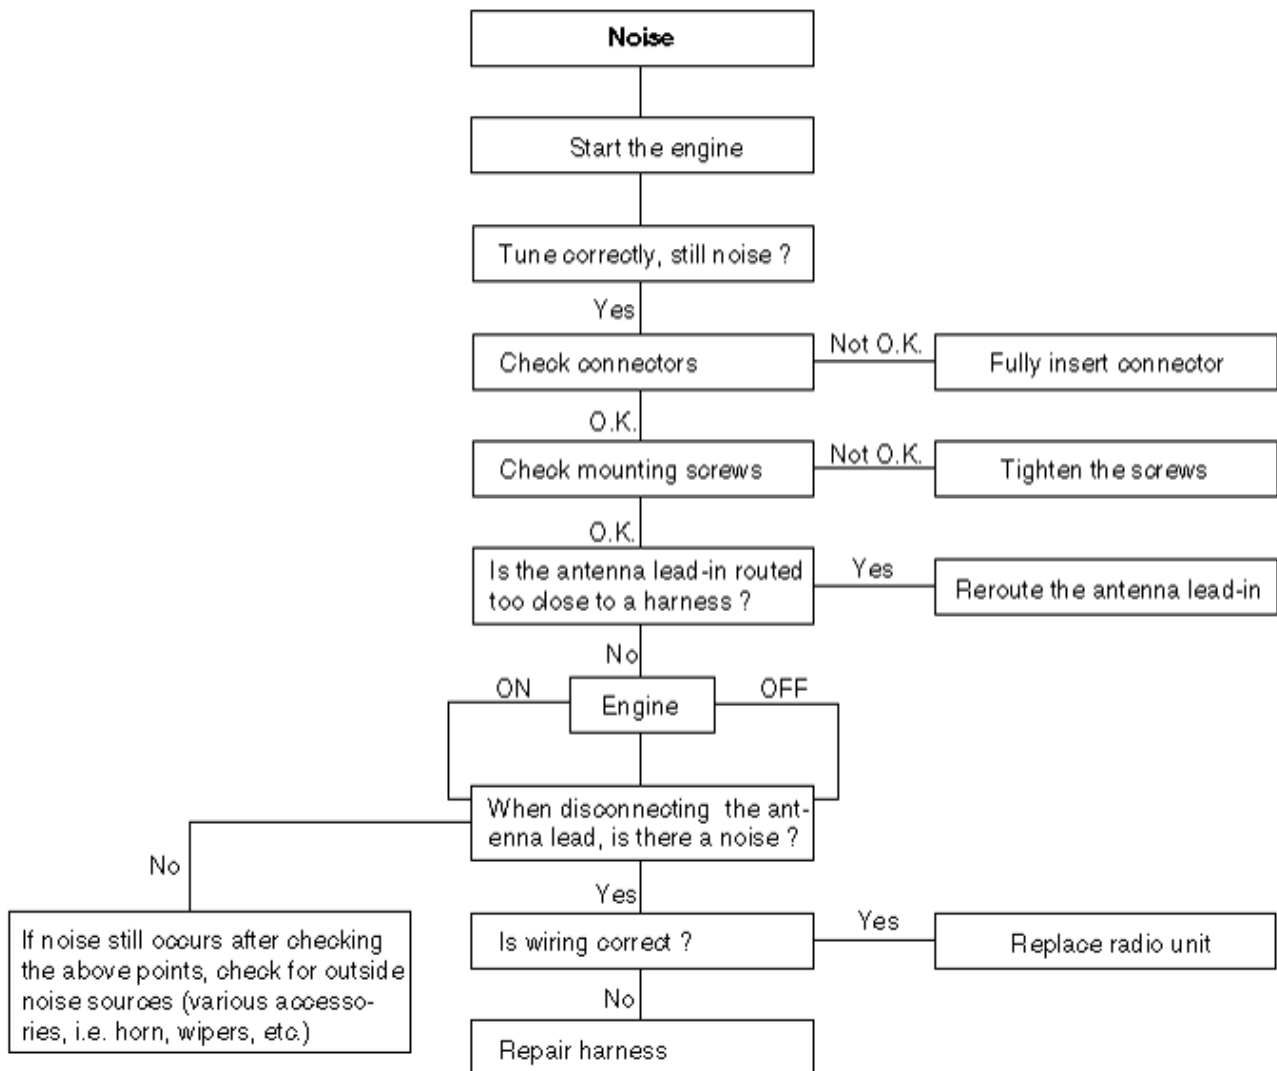 Noise
Start the engine
Tune correctly, still noise ?
Yes
Check connectors
Not O.K.
Fully insert connector
O.K.
Check mounting screws
Not O.K.
Tighten the screws
O.K.
Is the antenna lead-in routed
too close to a harness ?
Yes
Reroute the antenna lead-in
No
ON
Engine
OFF
When disconnecting the ant-
enna lead, is there a noise ?
No
If noise still occurs after checking
the above points, check for outside
noise sources (various accesso-
ries, i.e. horn, wipers, etc.)
Yes
Is wiring correct ?
Yes
Replace radio unit
No
Repair harness